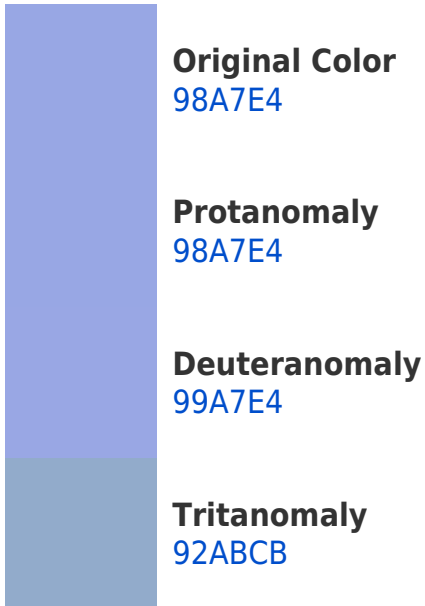 Original Color
98A7E4
Protanomaly
98A7E4
Deuteranomaly
99A7E4
Tritanomaly
92ABCB